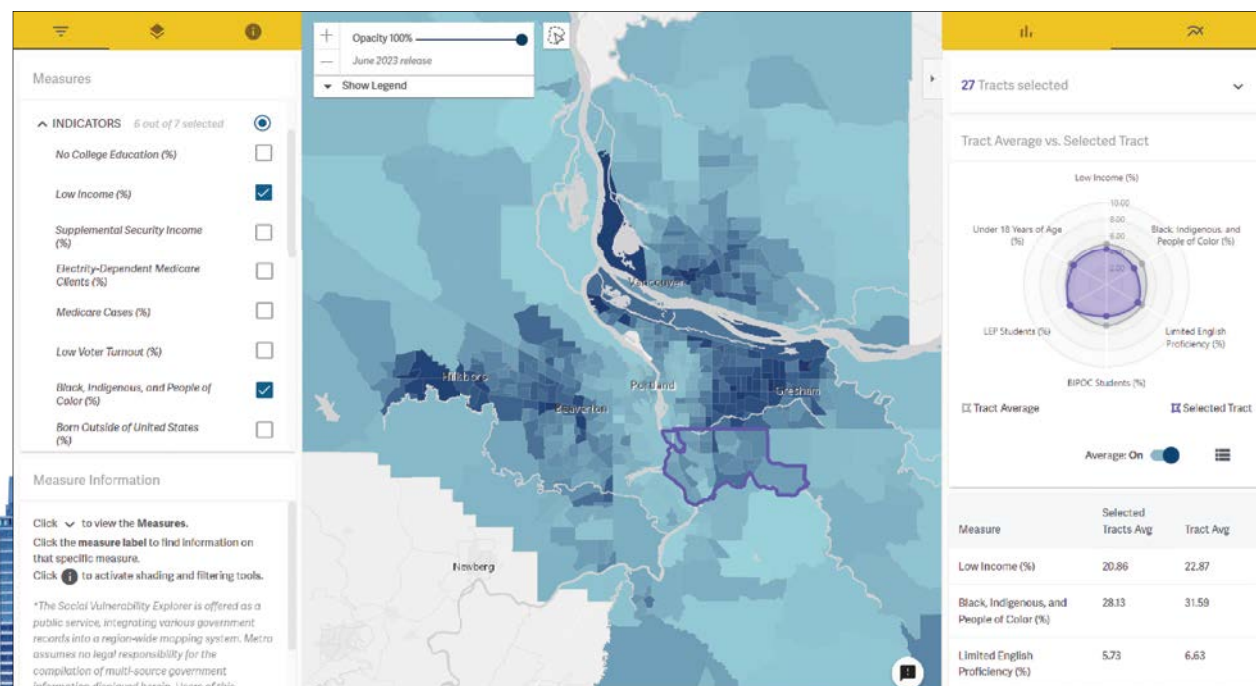 Measures
INDICATORS 6 out of 7 selected
No College Education (%)
Low Income (%)
Supplemental Security Income
(%)
Electrity-Dependent Medicare
Clients (%)
Medicare Cases (%)
Low Voter Turnout (%)
Black, Indigenous, and People of
Color (%)
Born Outside of United States
(%)
Measure Information
Click to view the Measures.
Click the measure label to find information on
that specific measure.
Click to activate shading and filtering tools.
*The Social Vulnerability Explorer is offered as a
public service, integrating various government
records into a region-wide mapping system. Metro
assumes no legal responsibility for the
compilation of multi-source government
information displayed herein. Users of this
Opacity 100%
June 2023 release
Show Legend
Vancouver
Hillsboro
Portland
Gresham
Beaverton
Newberg
27 Tracts selected
Tract Average vs. Selected Tract
Low Income (%)
10.00
8.00
6.00
2.00
Under 18 Years of Age
(%)
Black, Indigenous, and
People of Color (%)
LEP Students (%)
Limited English
Proficiency (%)
BIPOC Students (%)
Tract Average
Selected Tract
Average: On
Measure
Selected
Tracts Avg
Tract Avg
Low Income (%) 20.86 22.87
Black, Indigenous, and
People of Color (%)
28.13 31.59
Limited English
Proficiency (%)
5.73 6.63